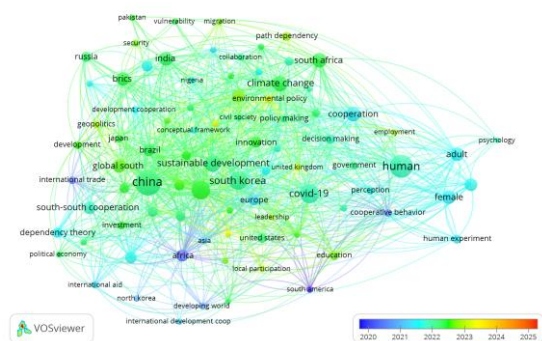 pakistan
vulnerability
migration
path dependency
security
russia
india
collaboration
south africa
brics
nigeria
climate change
environmental policy
development cooperation
civil society
policy making
cooperation
geopolitics
conceptual framework
employment
development
japan
brazil
innovation
decision making
psychology
adult
global south
sustainable development
united kingdom
government
human
international trade
china
south korea
covid-19
perception
female
europe
south-south cooperation
leadership
cooperative behavior
investment
dependency theory
asia
united states
human experiment
political economy
africa
education
local participation
international aid
south america
north korea
developing world
international development coop
VOSviewer
2020 2021 2022 2023 2024 2025